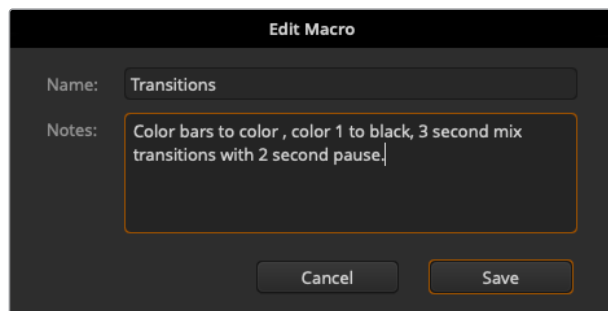 Edit Macro
Name: Transitions
Notes: Color bars to color , color 1 to black, 3 second mix
transitions with 2 second pause.
Cancel Save